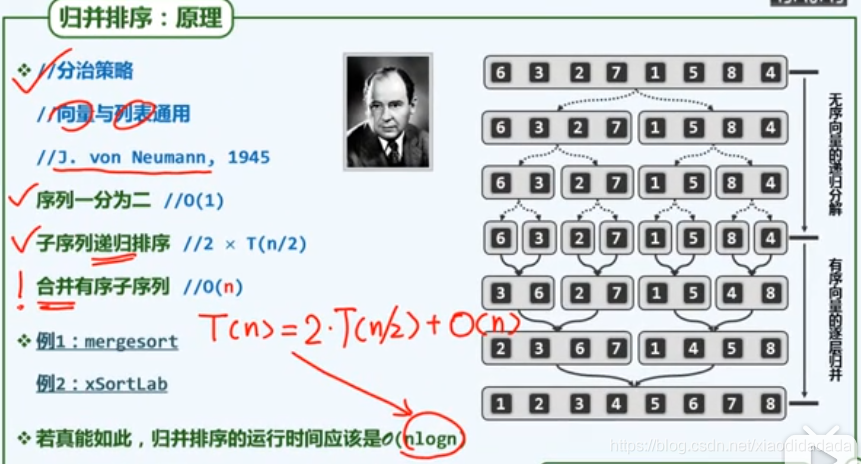 归并排序：原理
//分治策略
//向量与列表通用
//J. von Neumann, 1945
序列一分为二 //O(1)
子序列递归排序 //2 × T(n/2)
合并有序子序列 //O(n)
T(n)=2·T(n/2)+O(n)
例1：mergesort
例2：xSortLab
若真能如此，归并排序的运行时间应该是O(nlogn)
6 3 2 7 1 5 8 4
6 3 2 7 1 5 8 4
6 3 2 7 1 5 8 4
6 3 2 7 1 5 8 4
3 6 2 7 1 5 4 8
2 3 6 7 1 4 5 8
1 2 3 4 5 6 7 8
无序向量的递归分解
有序向量的逐层归并
https://blog.csdn.net/xiaodidadada